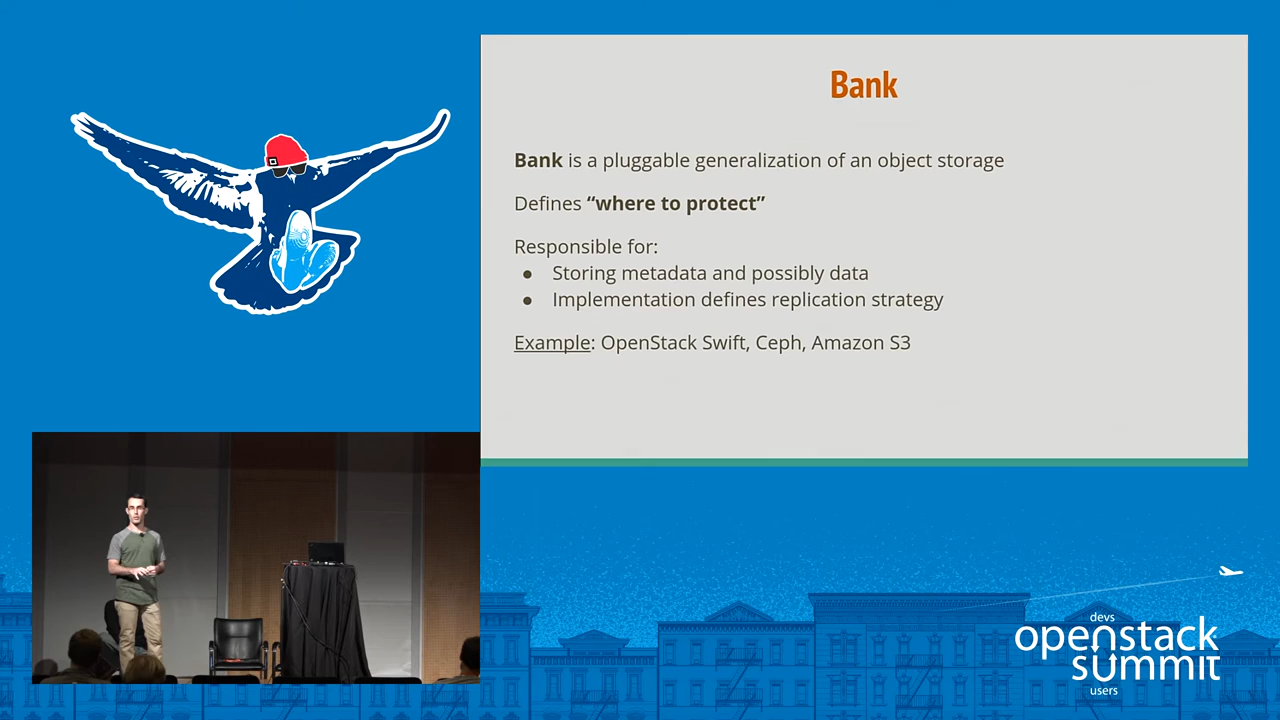 Bank
Bank is a pluggable generalization of an object storage
Defines “where to protect”
Responsible for:
● Storing metadata and possibly data
● Implementation defines replication strategy
Example: OpenStack Swift, Ceph, Amazon S3
devs
openstack
summit
users